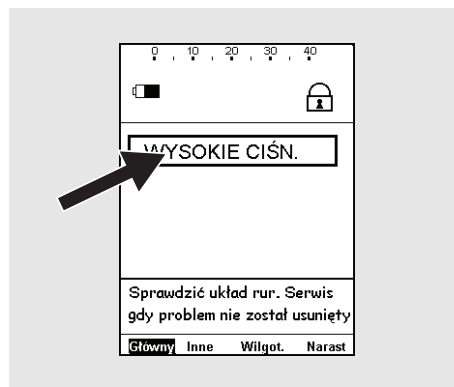 0 10 20 30 40
1
WYSOKIE CIŚN.
Sprawdzić układ rur. Serwis
gdy problem nie został usunięty
Główny Inne Wilgot. Narast